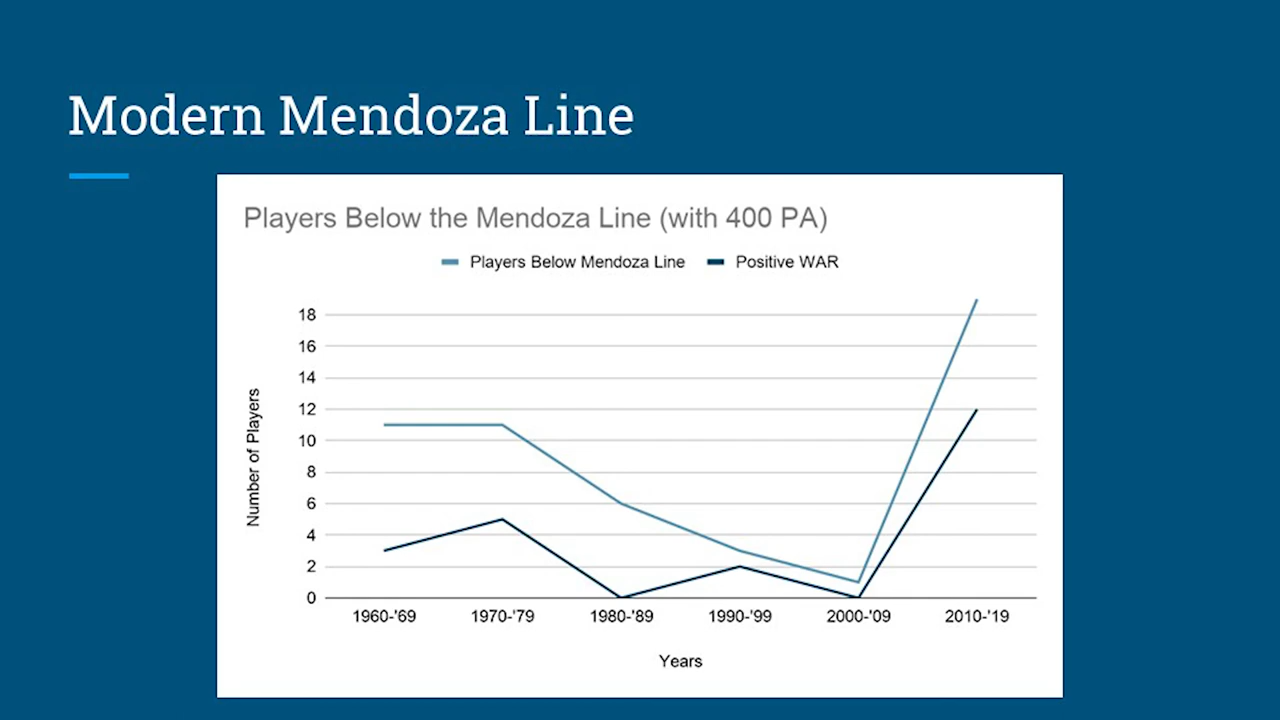 Modern Mendoza Line
Players Below the Mendoza Line (with 400 PA)
Players Below Mendoza Line
Positive WAR
18
16
14
12
10
8
6
4
2
0
Number of Players
1960-'69
1970-'79
1980-'89
1990-'99
2000-'09
2010-'19
Years